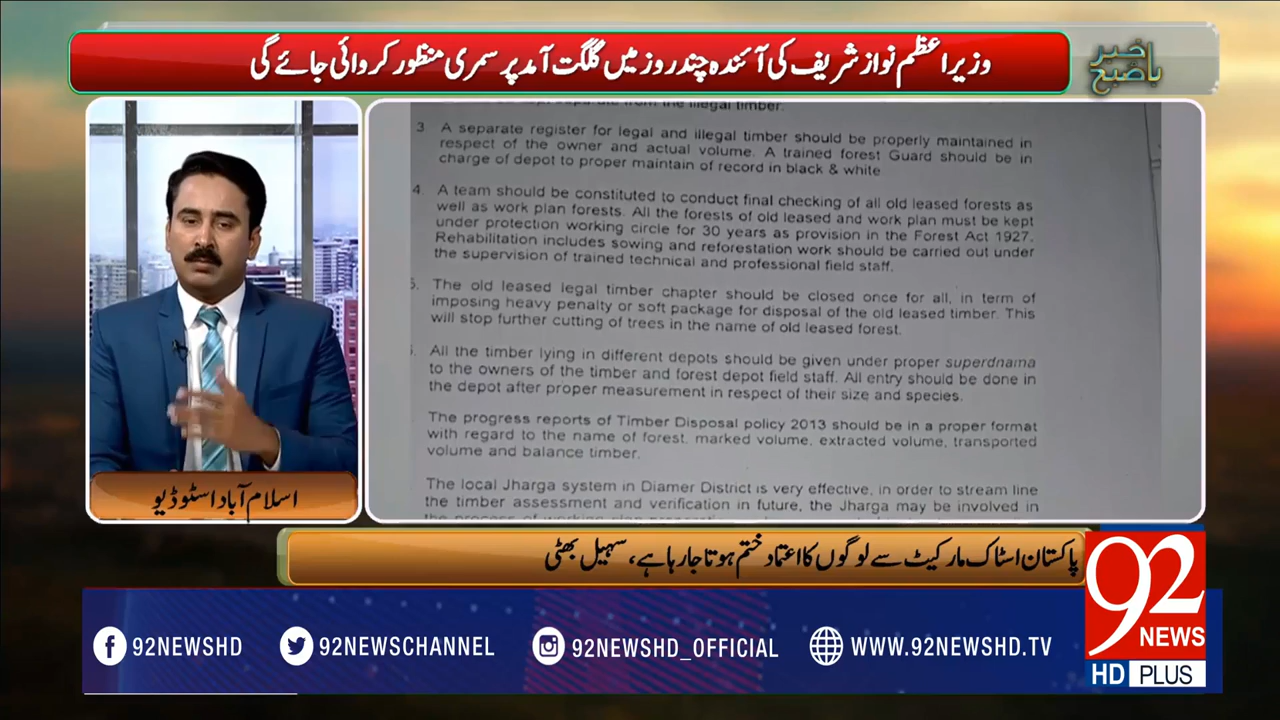 وزیراعظم نواز شریف کی آئندہ چند روز میں گلگت آمد پر سمری منظور کروائی جائے گی
باخبر صبح
from the illegal timber.
3 A separate register for legal and illegal timber should be properly maintained in
respect of the owner and actual volume. A trained forest Guard should be in
charge of depot to proper maintain of record in black & white
4. A team should be constituted to conduct final checking of all old leased forests as
well as work plan forests. All the forests of old leased and work plan must be kept
under protection working circle for 30 years as provision in the Forest Act 1927.
Rehabilitation includes sowing and reforestation work should be carried out under
the supervision of trained technical and professional field staff.
The old leased legal timber chapter should be closed once for all, in term of
imposing heavy penalty or soft package for disposal of the old leased timber. This
will stop further cutting of trees in the name of old leased forest.
All the timber lying in different depots should be given under proper superdnama
to the owners of the timber and forest depot field staff. All entry should be done in
the depot after proper measurement in respect of their size and species.
The progress reports of Timber Disposal policy 2013 should be in a proper format
with regard to the name of forest, marked volume, extracted volume, transported
volume and balance timber.
The local Jharga system in Diamer District is very effective, in order to stream line
the timber assessment and verification in future, the Jharga may be involved in
اسلام آباد اسٹوڈیو
پاکستان اسٹاک مارکیٹ سے لوگوں کا اعتماد ختم ہوتا جا رہا ہے، سہیل بھٹی
92 NEWS
HD PLUS
92NEWSHD
92NEWSCHANNEL
92NEWSHD_OFFICIAL
WWW.92NEWSHD.TV